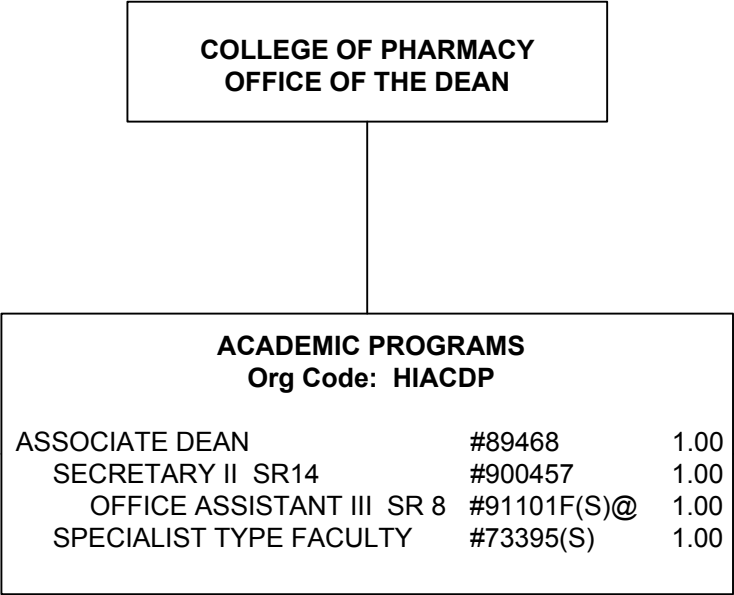 COLLEGE OF PHARMACY
OFFICE OF THE DEAN
ACADEMIC PROGRAMS
Org Code: HIACDP
ASSOCIATE DEAN #89468 1.00
SECRETARY II SR14 #900457 1.00
OFFICE ASSISTANT III SR 8 #91101F(S)@ 1.00
SPECIALIST TYPE FACULTY #73395(S) 1.00